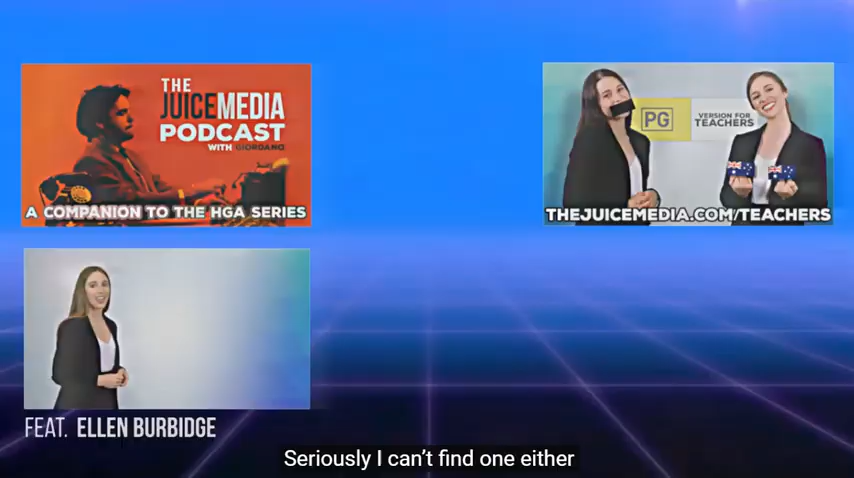 THE
JUICEMEDIA
PODCAST
WITH GIORDANO
A COMPANION TO THE HGA SERIES
PG
VERSION FOR
TEACHERS
THEJUICEMEDIA.COM/TEACHERS
FEAT. ELLEN BURBIDGE
Seriously I can't find one either